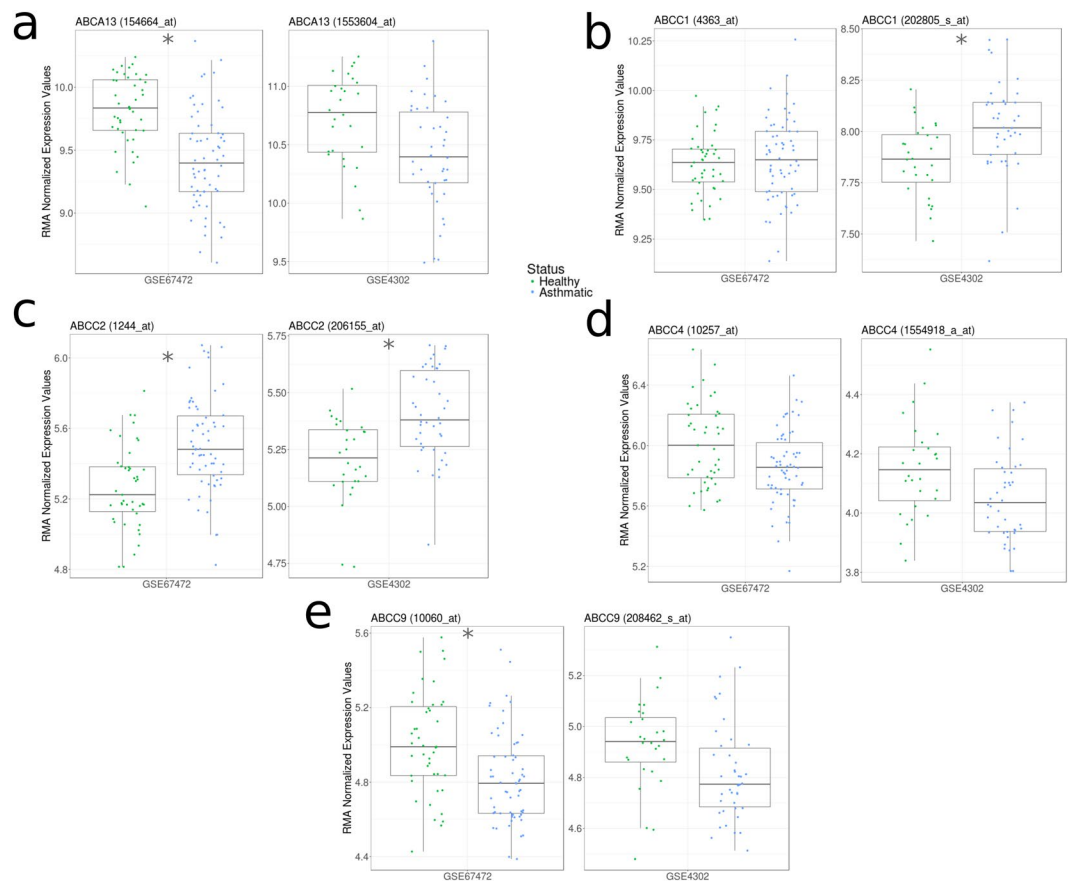 a
ABCA13 (154664_at)
ABCA13 (1553604_at)
RMA Normalized Expression Values
10.0
9.5
9.0
*
11.0
10.5
10.0
9.5
GSE67472
GSE4302
b
ABCC1 (4363_at)
ABCC1 (202805_s_at)
RMA Normalized Expression Values
10.25
10.00
9.75
9.50
9.25
8.50
8.25
8.00
7.75
7.50
*
GSE67472
GSE4302
Status
Healthy
Asthmatic
c
ABCC2 (1244_at)
ABCC2 (206155_at)
RMA Normalized Expression Values
6.0
5.6
5.2
4.8
*
5.75
5.50
5.25
5.00
4.75
*
GSE67472
GSE4302
d
ABCC4 (10257_at)
ABCC4 (1554918_a_at)
RMA Normalized Expression Values
6.4
6.0
5.6
5.2
4.4
4.2
4.0
3.8
GSE67472
GSE4302
e
ABCC9 (10060_at)
ABCC9 (208462_s_at)
RMA Normalized Expression Values
5.6
5.2
4.8
4.4
*
5.2
5.0
4.8
4.6
GSE67472
GSE4302